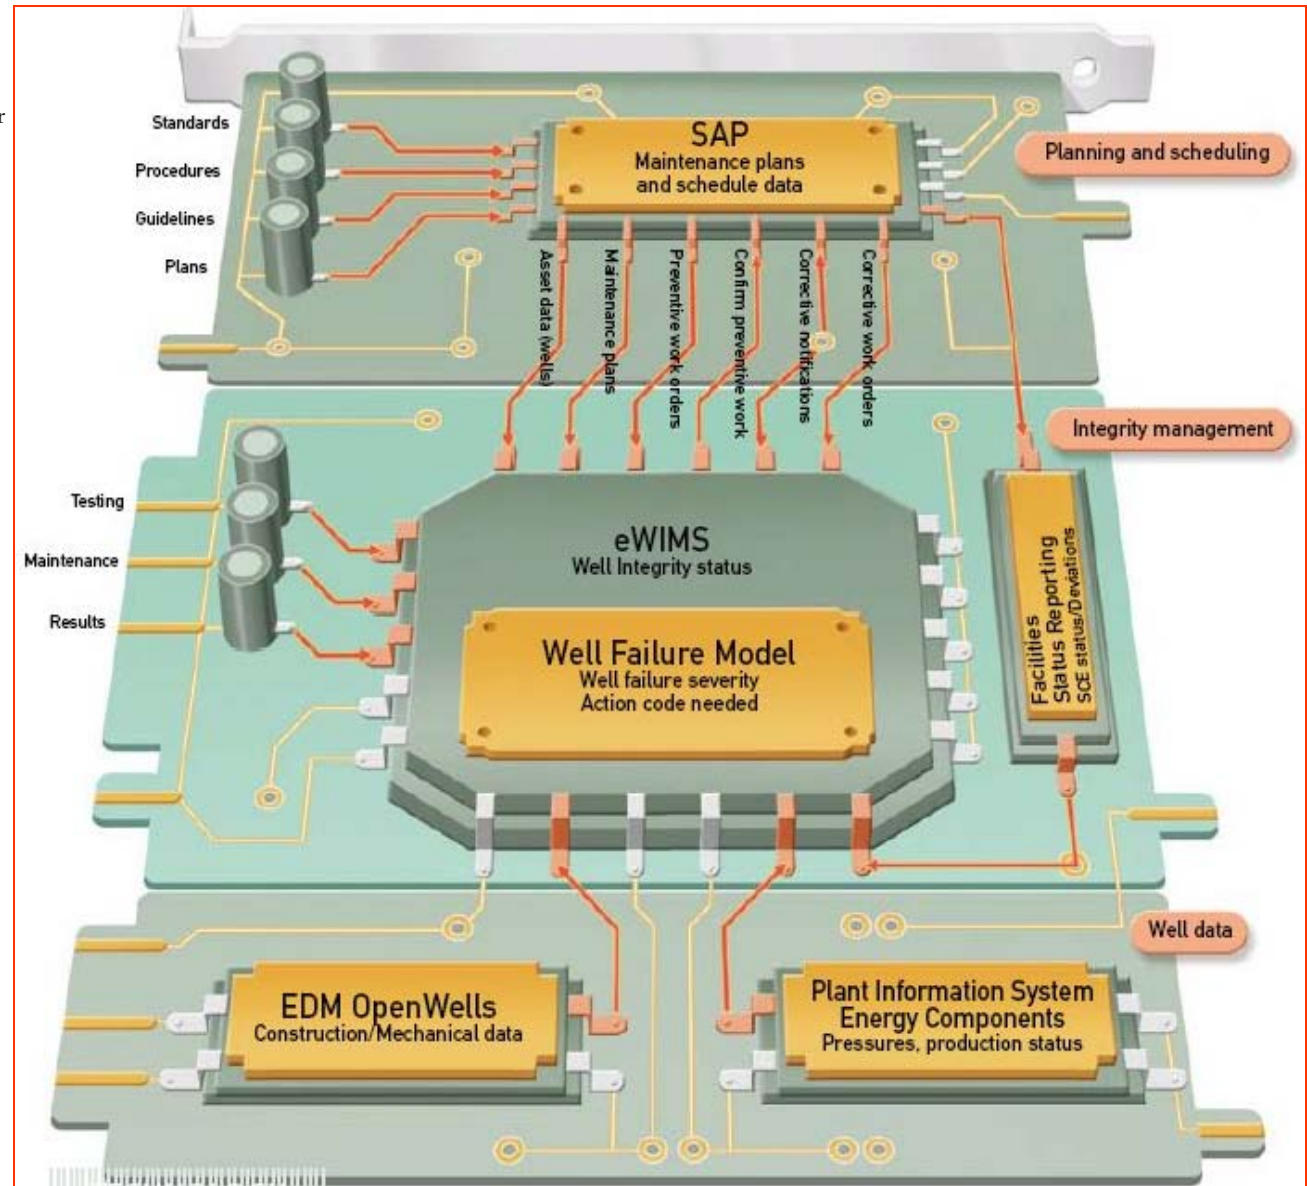 r
Standards
Procedures
Guidelines
Plans
SAP
Maintenance plans
and schedule data
Planning and scheduling
Asset data (wells)
Maintenance plans
Preventive work orders
Confirm preventive work
Corrective notifications
Corrective work orders
Integrity management
Testing
Maintenance
Results
eWIMS
Well Integrity status
Well Failure Model
Well failure severity
Action code needed
Facilities
Status Reporting
SCE status/Deviations
Well data
EDM OpenWells
Construction/Mechanical data
Plant Information System
Energy Components
Pressures, production status